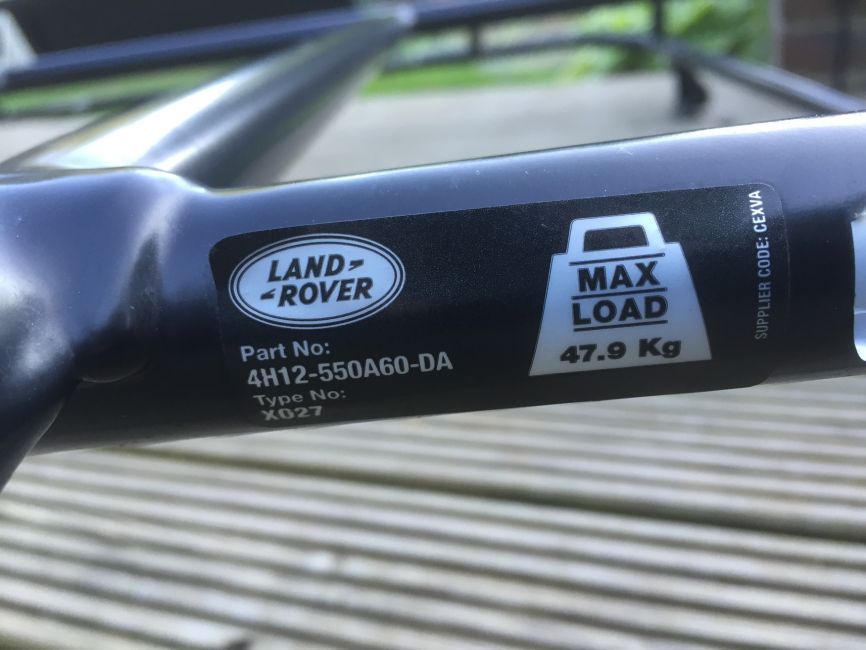 LAND
ROVER
Part No:
4H12-550A60-DA
Type No:
X027
MAX
LOAD
47.9 Kg
SUPPLIER CODE: CEXVA